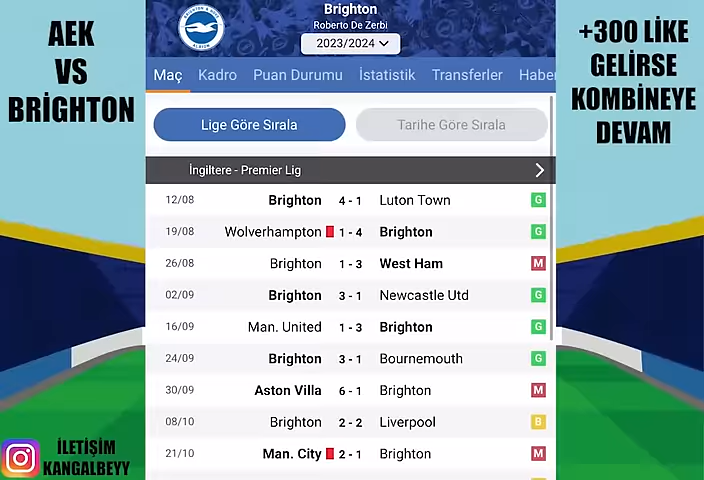 AEK
VS
BRİGHTON
+300 LİKE
GELİRSE
KOMBİNEYE
DEVAM
Brighton
Roberto De Zerbi
2023/2024
Maç Kadro Puan Durumu İstatistik Transferler Haber
Lige Göre Sırala Tarihe Göre Sırala
İngiltere - Premier Lig
12/08 Brighton 4 - 1 Luton Town G
19/08 Wolverhampton 1 - 4 Brighton G
26/08 Brighton 1 - 3 West Ham M
02/09 Brighton 3 - 1 Newcastle Utd G
16/09 Man. United 1 - 3 Brighton G
24/09 Brighton 3 - 1 Bournemouth G
30/09 Aston Villa 6 - 1 Brighton M
08/10 Brighton 2 - 2 Liverpool B
21/10 Man. City 2 - 1 Brighton M
İLETİŞİM
KANGALBEYY